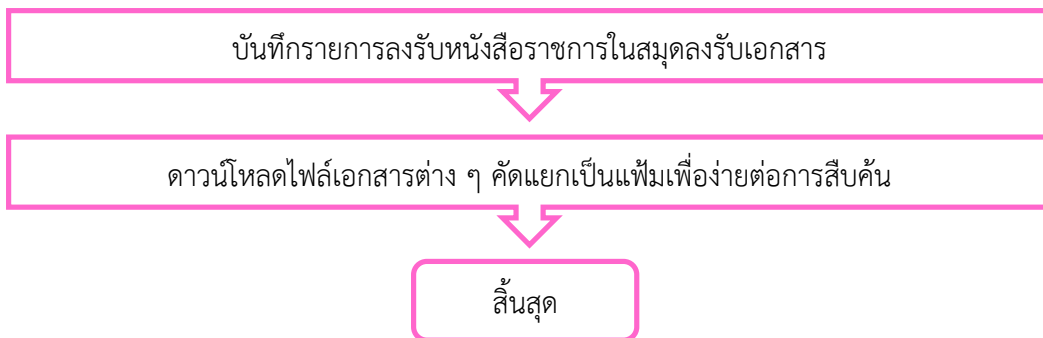 บันทึกรายการลงรับหนังสือราชการในสมุดลงรับเอกสาร
ดาวน์โหลดไฟล์เอกสารต่าง ๆ คัดแยกเป็นแฟ้มเพื่อง่ายต่อการสืบค้น
สิ้นสุด